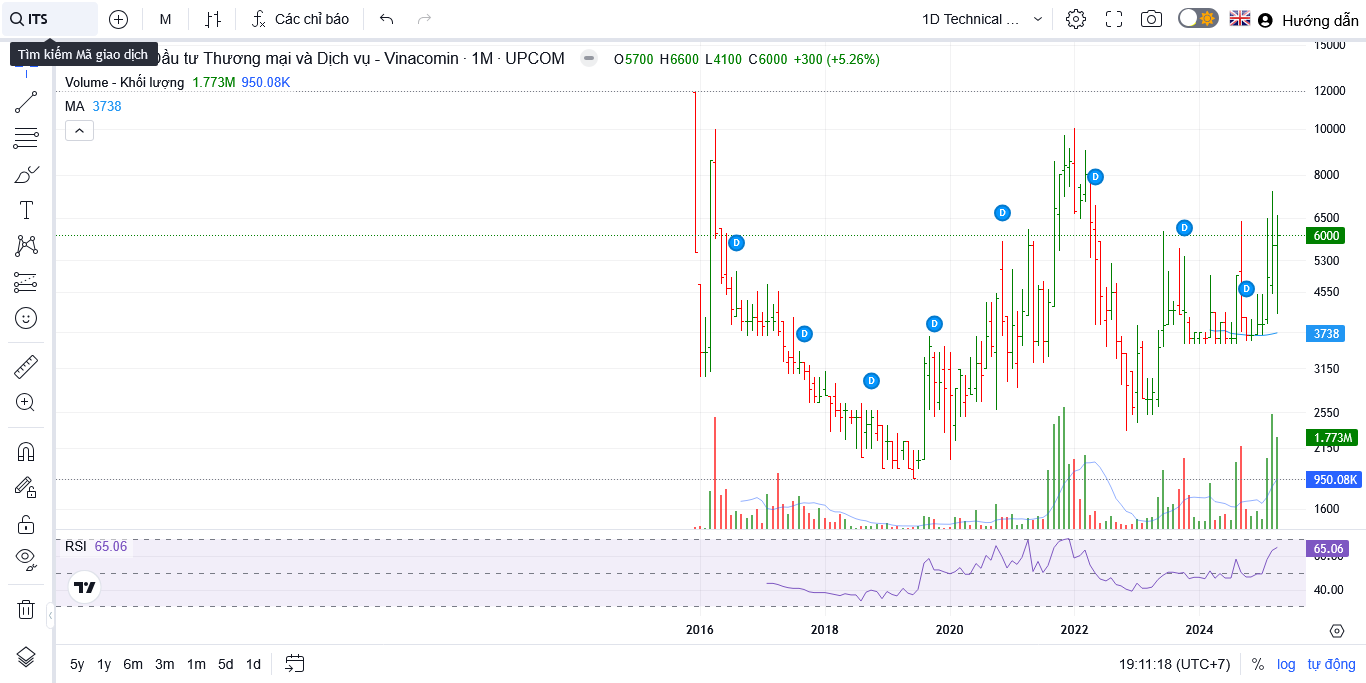 ITS
M
Các chỉ báo
1D Technical ...
Hướng dẫn
Tìm kiếm Mã giao dịch
Đầu tư Thương mại và Dịch vụ - Vinacomin · 1M · UPCOM
O5700 H6600 L4100 C6000 +300 (+5.26%)
Volume - Khối lượng 1.773M 950.08K
MA 3738
15000
12000
10000
8000
6500
6000
5300
4550
3738
3150
2550
1.773M
2150
950.08K
1600
D
D
D
D
D
D
D
D
RSI 65.06
65.06
60.00
40.00
2016 2018 2020 2022 2024
5y 1y 6m 3m 1m 5d 1d
19:11:18 (UTC+7)
% log tự động